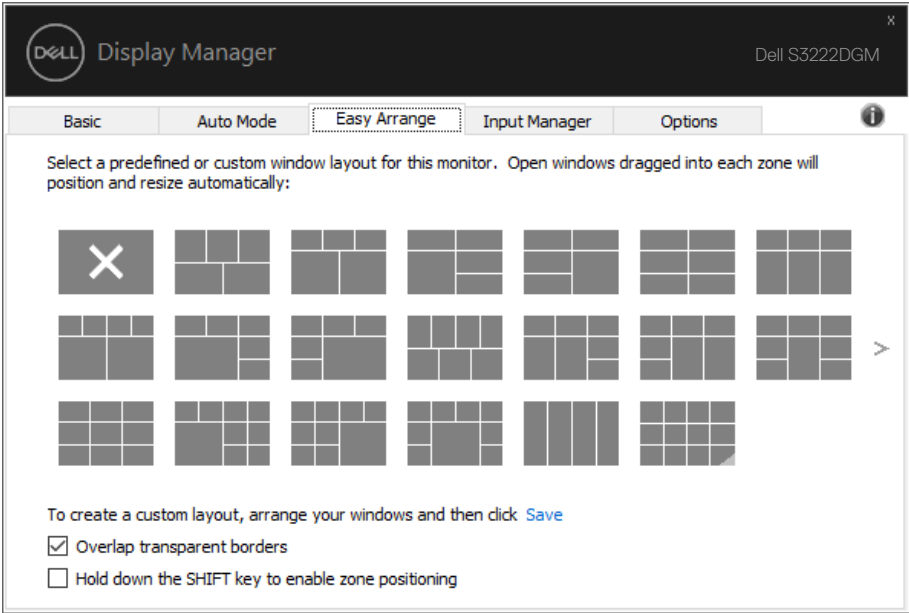 x
DELL Display Manager
Dell S3222DGM
Basic Auto Mode Easy Arrange Input Manager Options
Select a predefined or custom window layout for this monitor. Open windows dragged into each zone will
position and resize automatically:
>
To create a custom layout, arrange your windows and then click Save
Overlap transparent borders
Hold down the SHIFT key to enable zone positioning